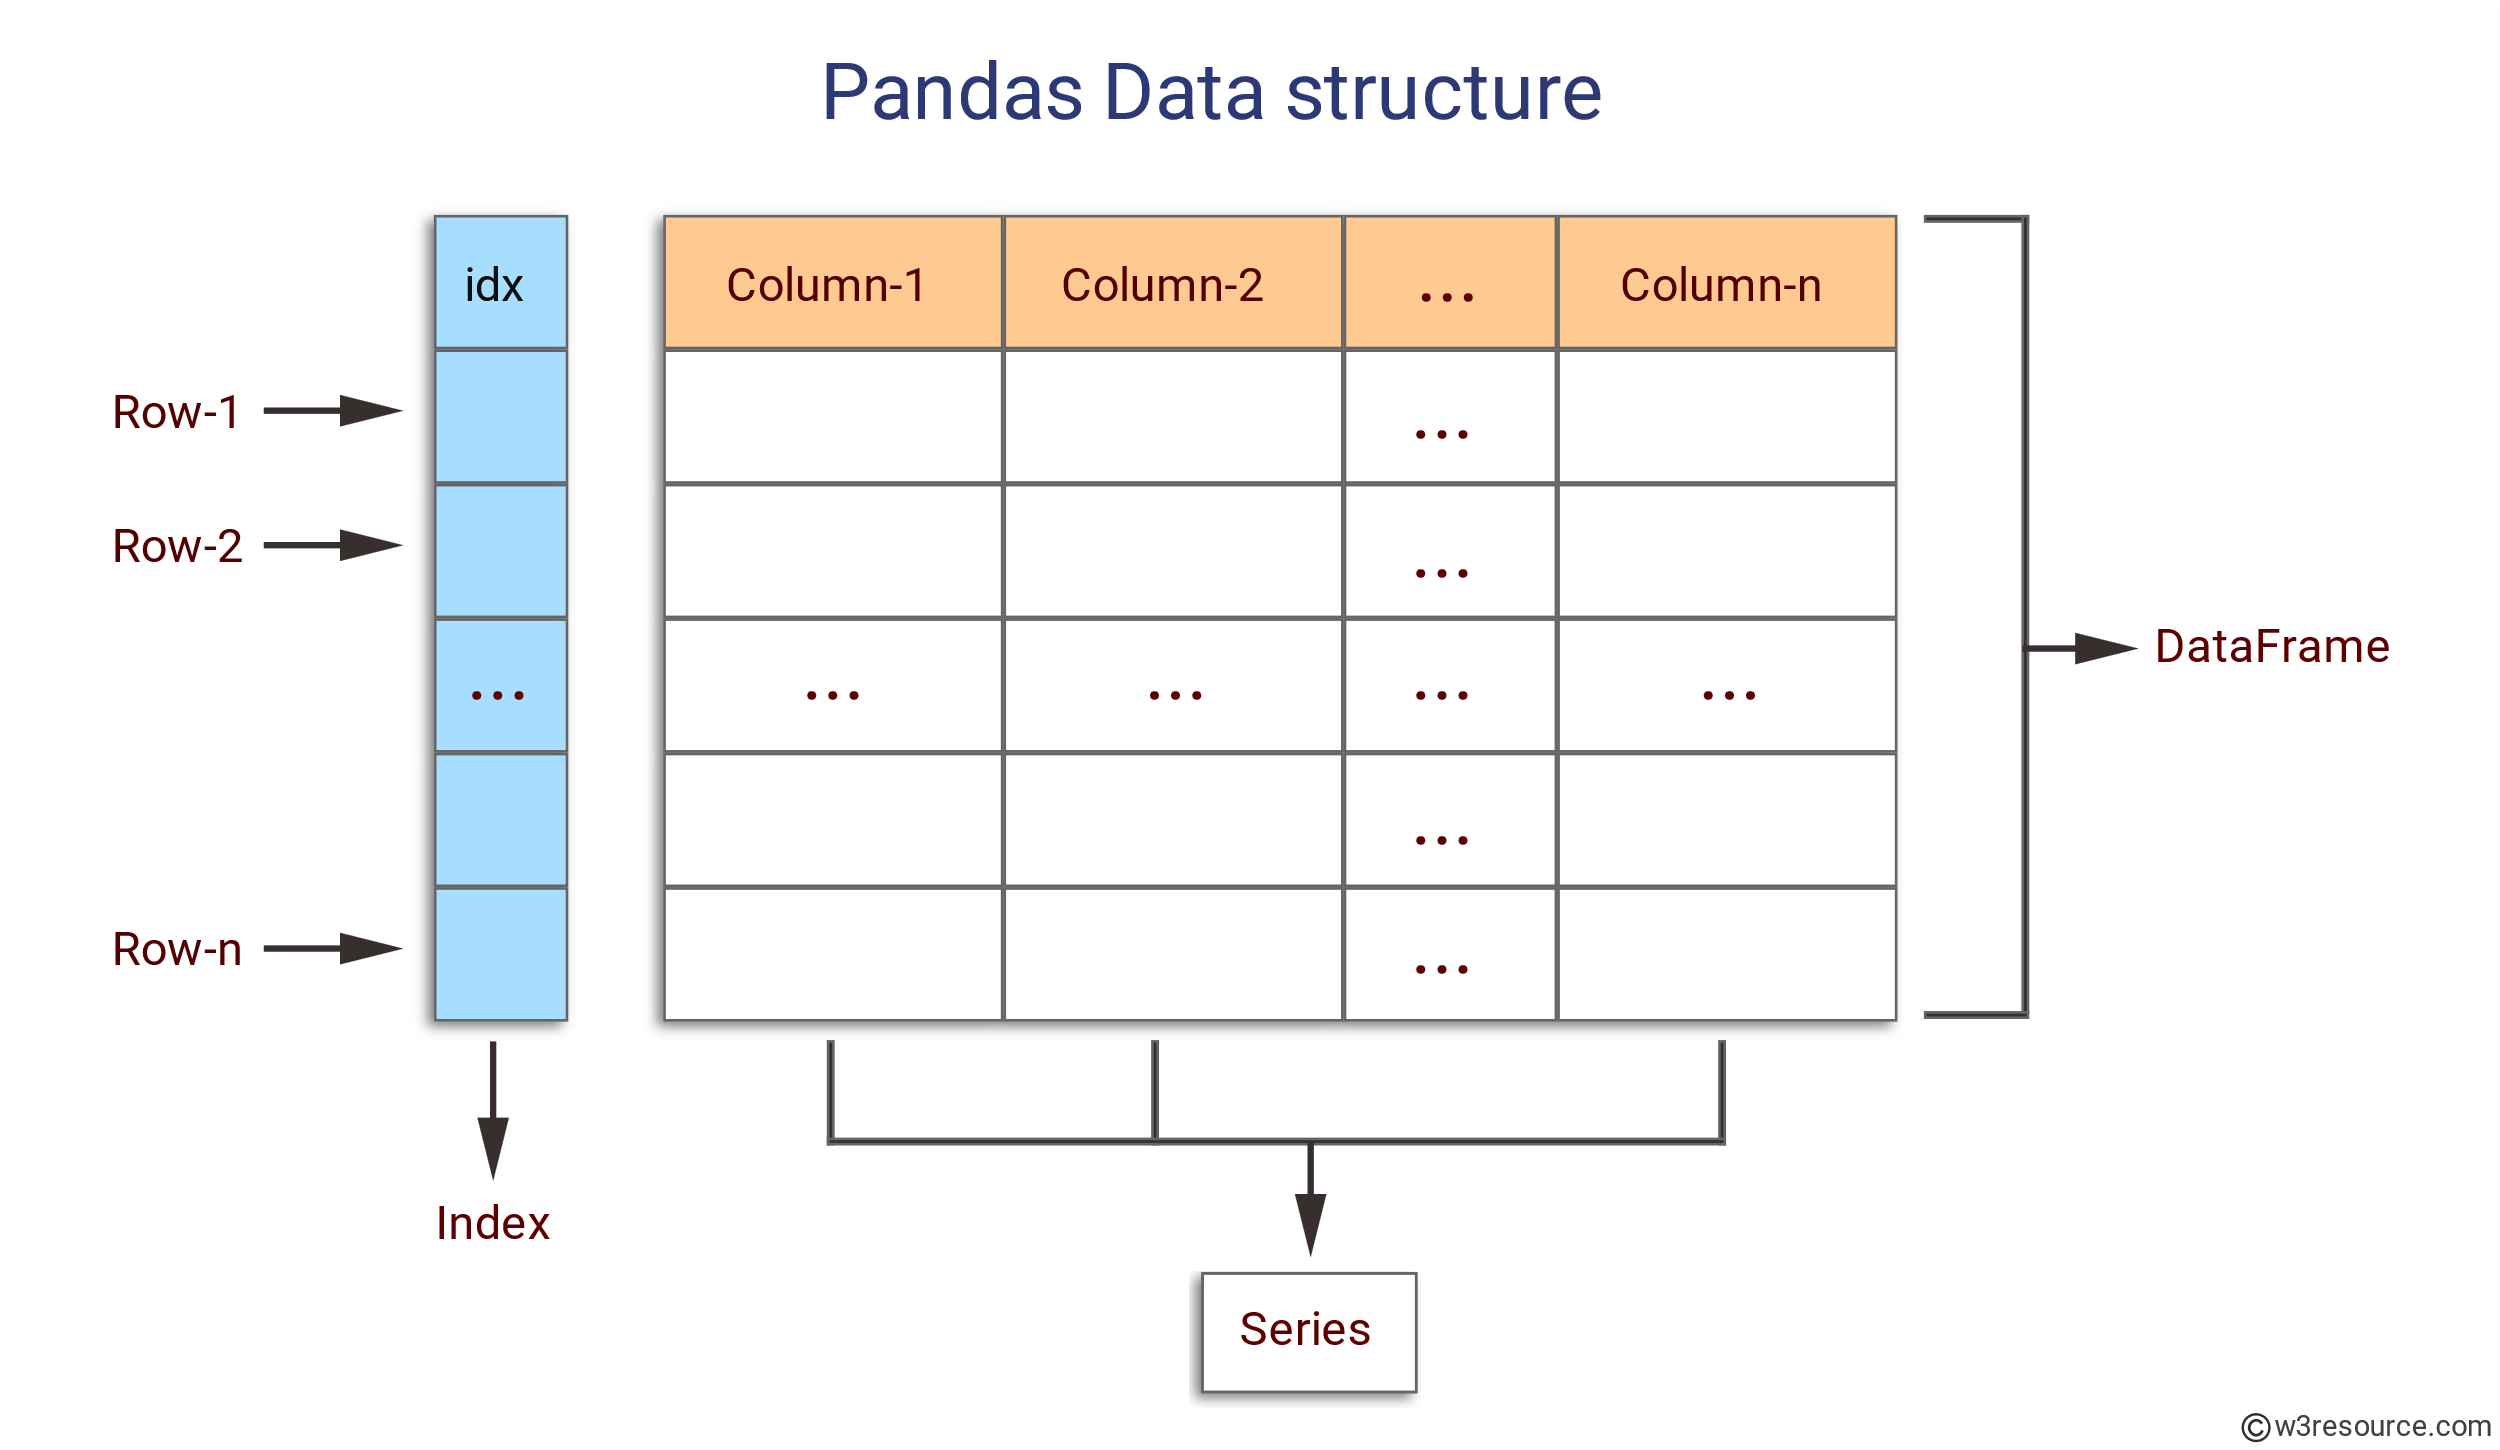 Pandas Data structure
idx Column-1 Column-2 ... Column-n
Row-1 ...
Row-2 ...
... ... ... ... ...
...
Row-n ...
DataFrame
Index
Series
©w3resource.com